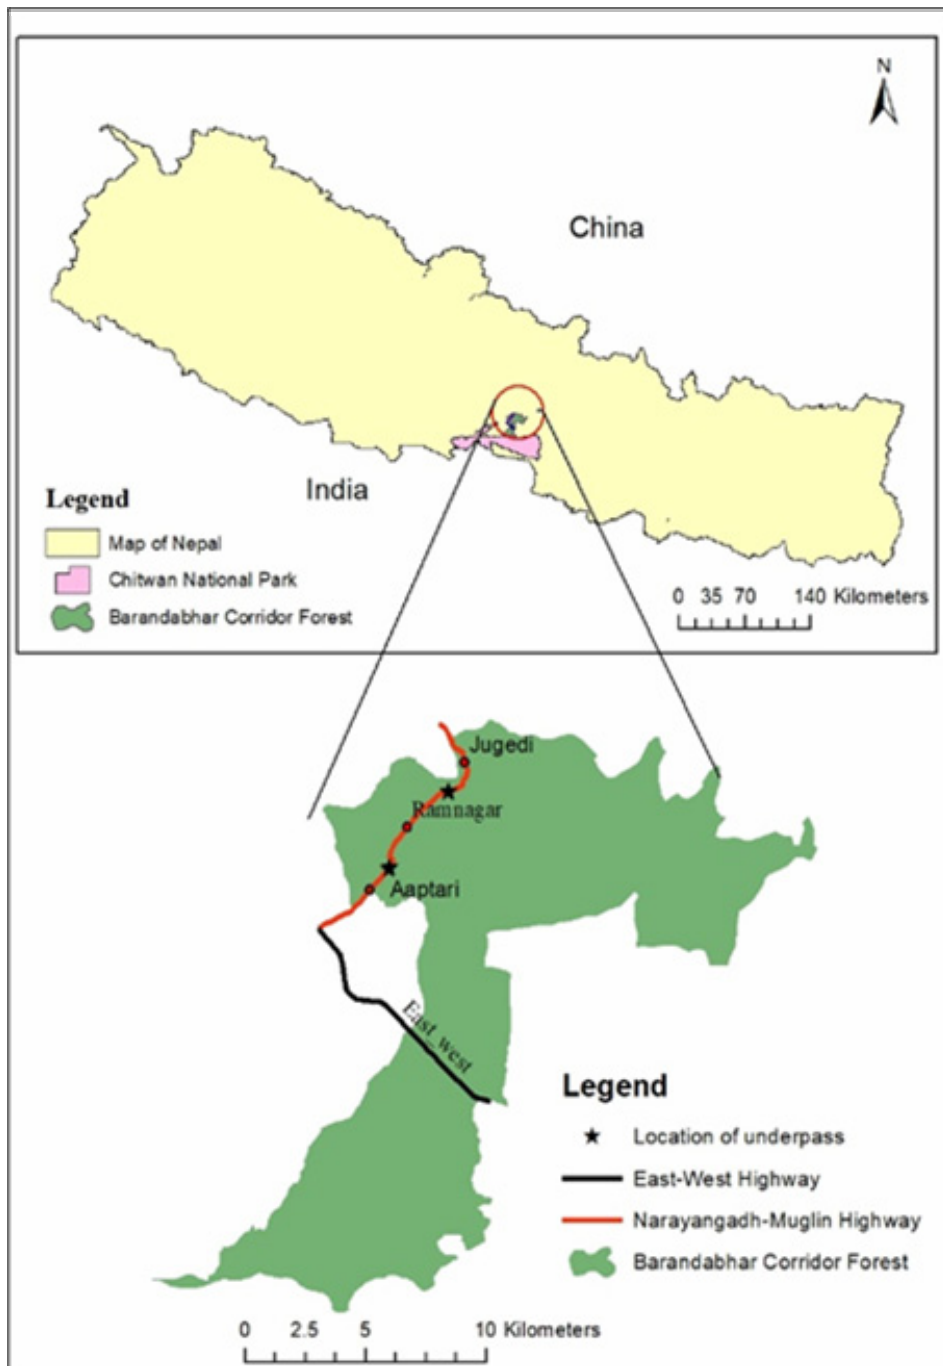 N
China
India
Legend
Map of Nepal
Chitwan National Park
Barandabhar Corridor Forest
0 35 70 140 Kilometers
Jugedi
Ramnagar
Aaptari
East_west
Legend
Location of underpass
East-West Highway
Narayangadh-Muglin Highway
Barandabhar Corridor Forest
0 2.5 5 10 Kilometers